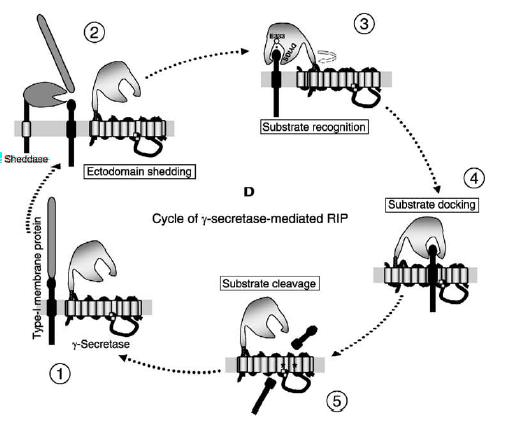 2
3
Substrate recognition
Sheddase
Ectodomain shedding
D
Cycle of γ-secretase-mediated RIP
4
Substrate docking
Type-I membrane protein
Substrate cleavage
γ-Secretase
1
5